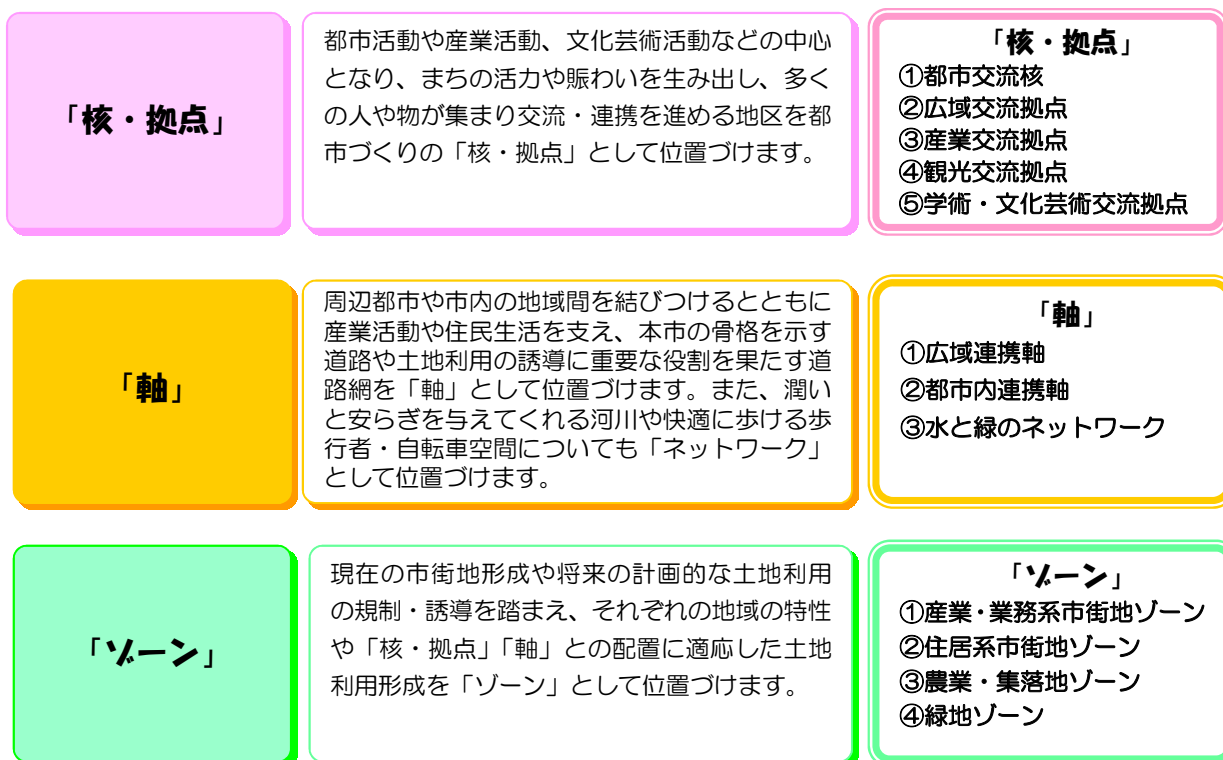 「核・拠点」
都市活動や産業活動、文化芸術活動などの中心
となり、まちの活力や賑わいを生み出し、多く
の人や物が集まり交流・連携を進める地区を都
市づくりの「核・拠点」として位置づけます。
「核・拠点」
①都市交流核
②広域交流拠点
③産業交流拠点
④観光交流拠点
⑤学術・文化芸術交流拠点
「軸」
周辺都市や市内の地域間を結びつけるとともに
産業活動や住民生活を支え、本市の骨格を示す
道路や土地利用の誘導に重要な役割を果たす道
路網を「軸」として位置づけます。また、潤い
と安らぎを与えてくれる河川や快適に歩ける歩
行者・自転車空間についても「ネットワーク」
として位置づけます。
「軸」
①広域連携軸
②都市内連携軸
③水と緑のネットワーク
「ゾーン」
現在の市街地形成や将来の計画的な土地利用
の規制・誘導を踏まえ、それぞれの地域の特性
や「核・拠点」「軸」との配置に適応した土地
利用形成を「ゾーン」として位置づけます。
「ゾーン」
①産業・業務系市街地ゾーン
②住居系市街地ゾーン
③農業・集落地ゾーン
④緑地ゾーン